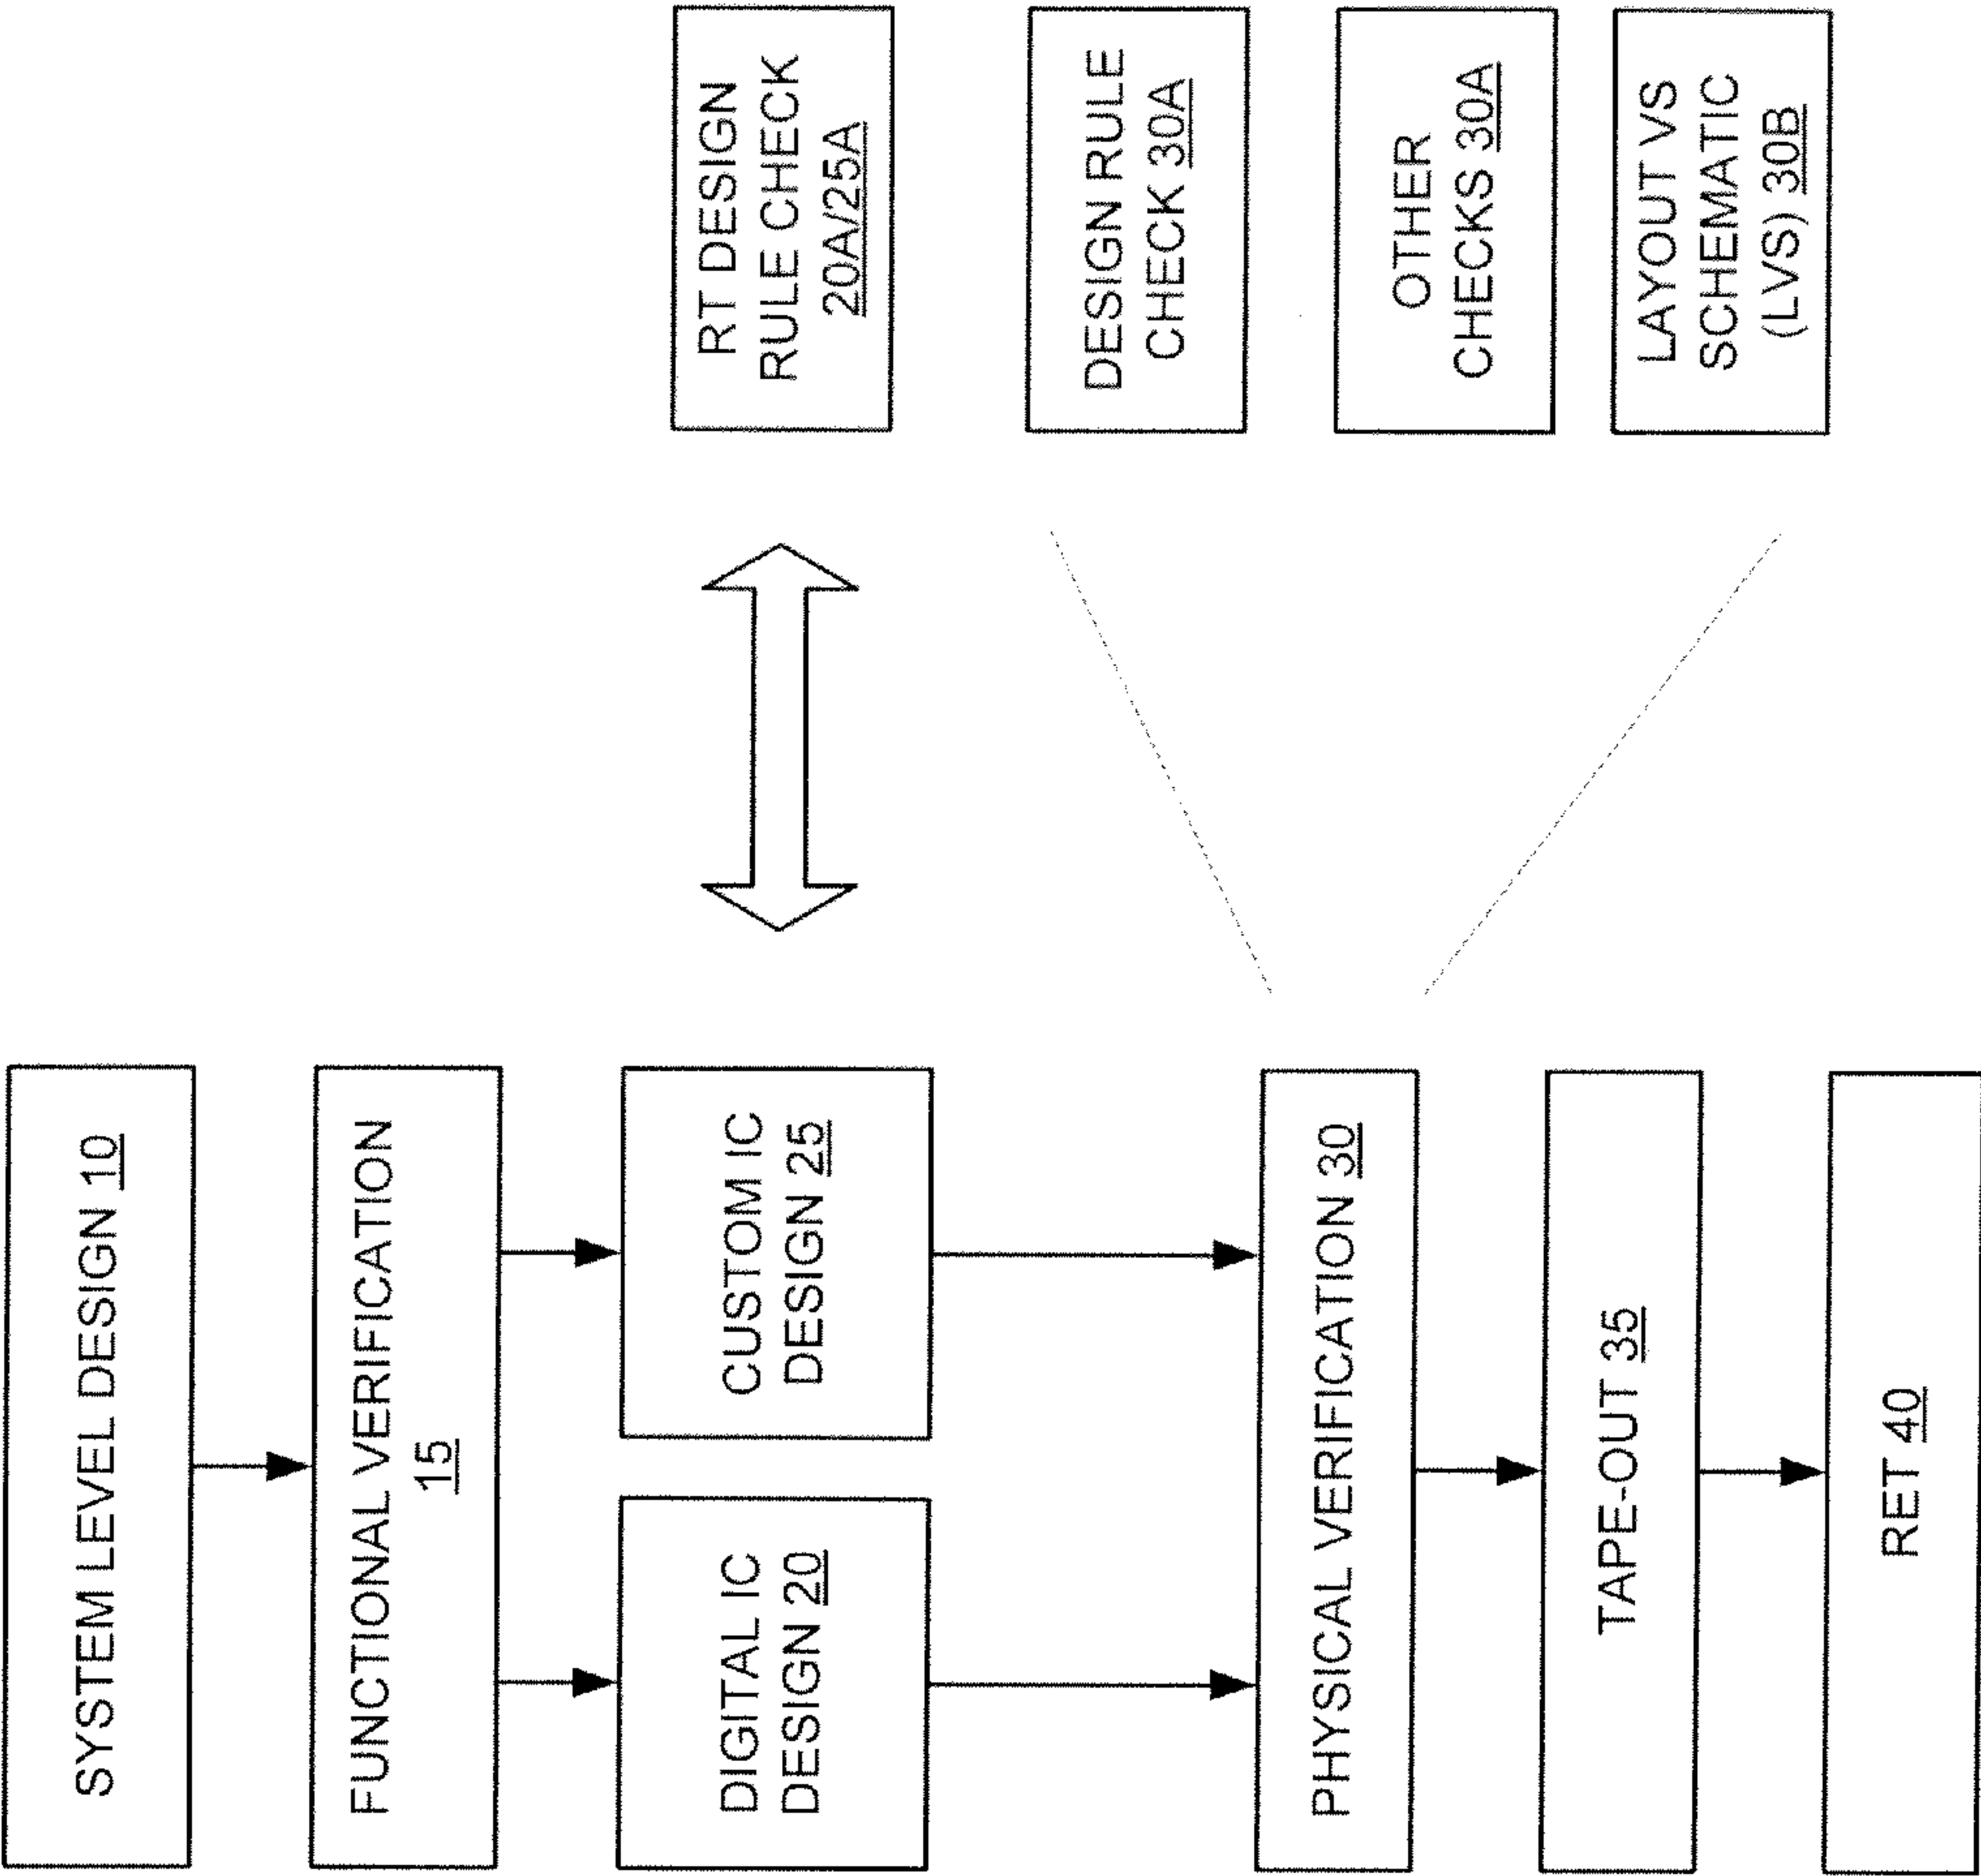 SYSTEM LEVEL DESIGN 10
FUNCTIONAL VERIFICATION
15
DIGITAL IC
DESIGN 20
CUSTOM IC
DESIGN 25
RT DESIGN
RULE CHECK
20A/25A
PHYSICAL VERIFICATION 30
DESIGN RULE
CHECK 30A
OTHER
CHECKS 30A
LAYOUT VS
SCHEMATIC
(LVS) 30B
TAPE-OUT 35
RET 40